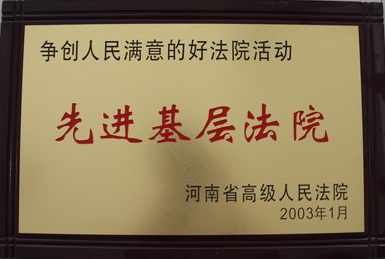 争创人民满意的好法院活动
先进基层法院
河南省高级人民法院
2003年1月